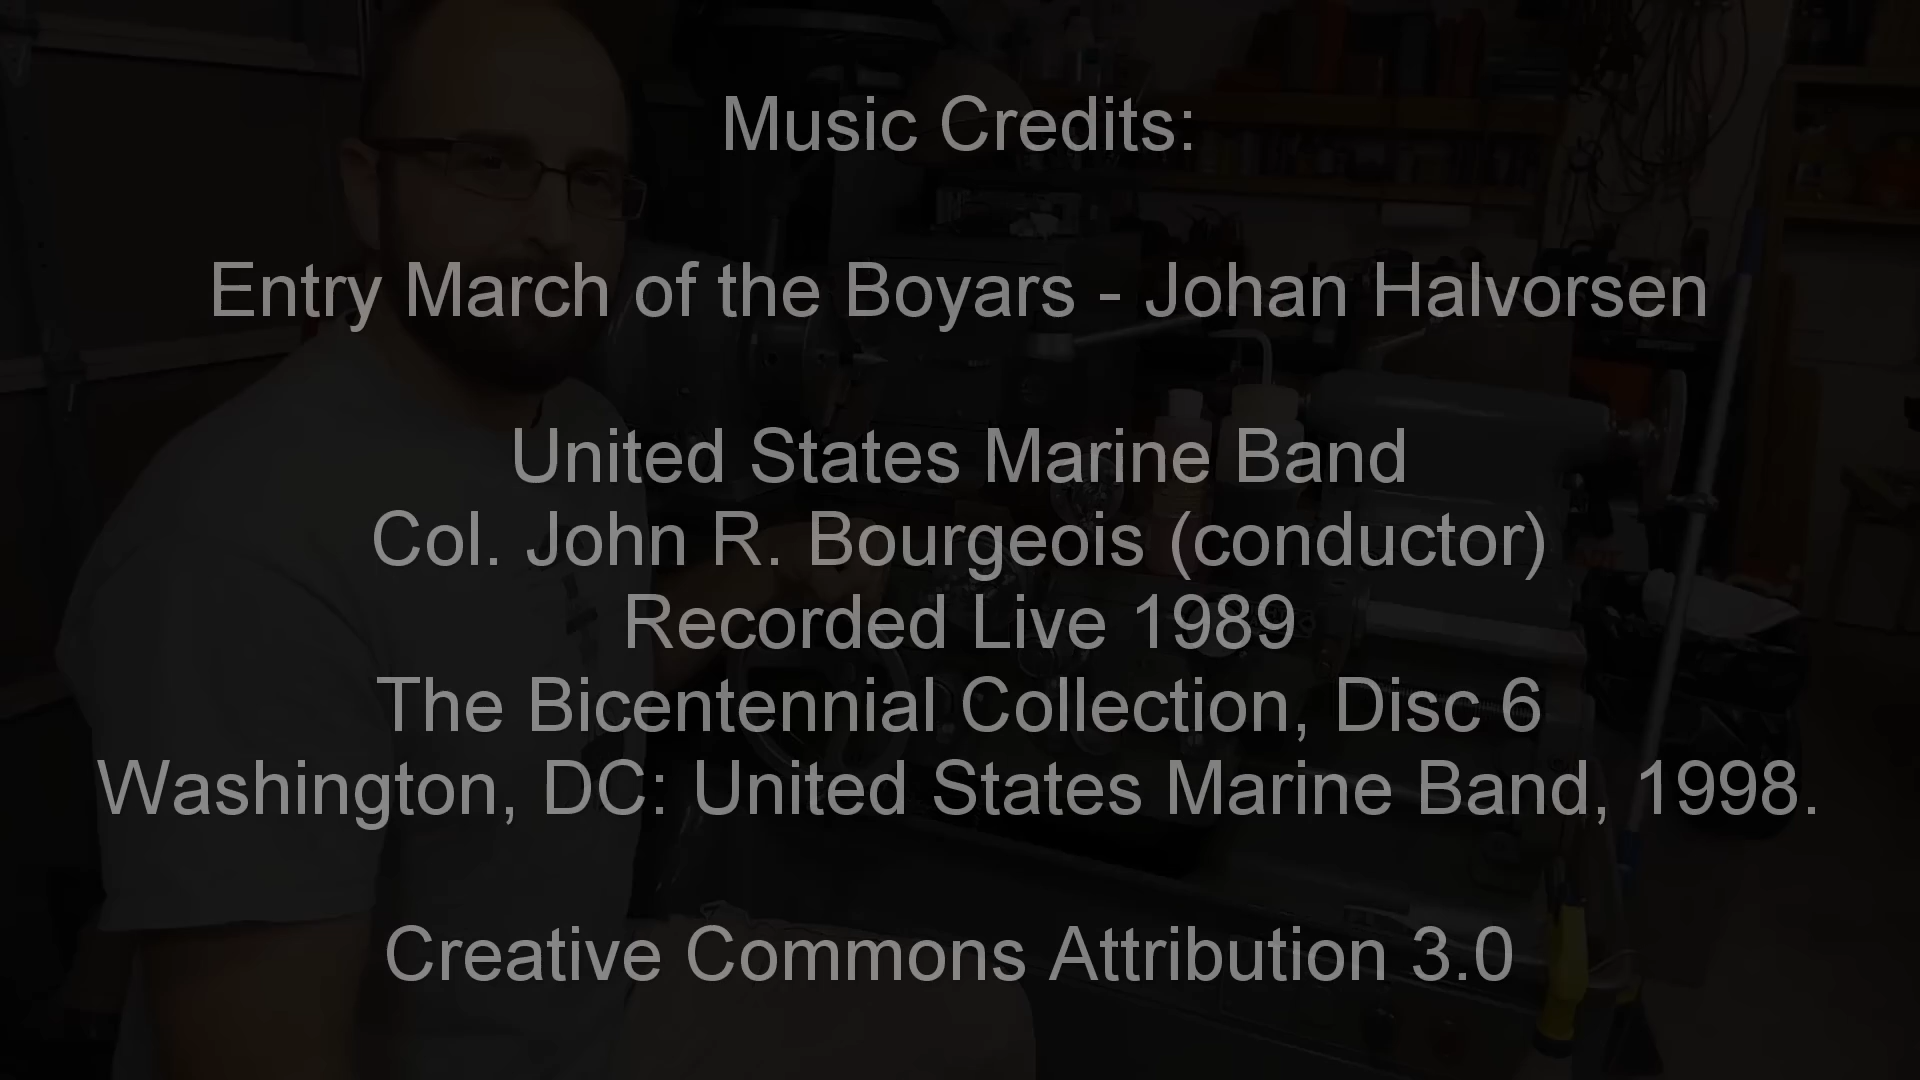 Music Credits:
Entry March of the Boyars - Johan Halvorsen
United States Marine Band
Col. John R. Bourgeois (conductor)
Recorded Live 1989
The Bicentennial Collection, Disc 6
Washington, DC: United States Marine Band, 1998.
Creative Commons Attribution 3.0